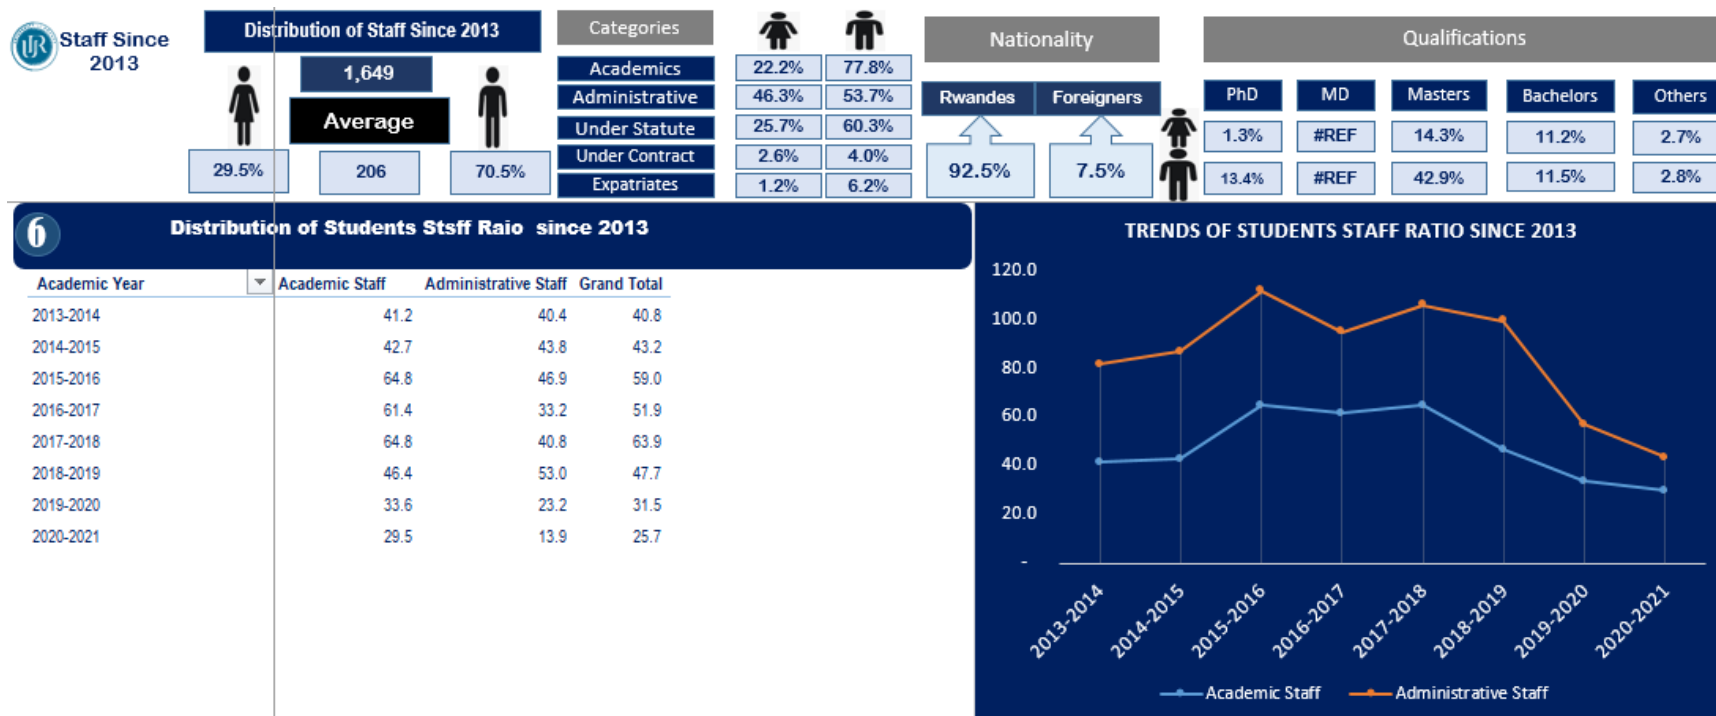 UR
Staff Since
2013
Distribution of Staff Since 2013
1,649
Average
29.5%
206
70.5%
Categories
Academics 22.2% 77.8%
Administrative 46.3% 53.7%
Under Statute 25.7% 60.3%
Under Contract 2.6% 4.0%
Expatriates 1.2% 6.2%
Nationality
Rwandes Foreigners
92.5% 7.5%
Qualifications
PhD MD Masters Bachelors Others
1.3% #REF 14.3% 11.2% 2.7%
13.4% #REF 42.9% 11.5% 2.8%
6
Distribution of Students Stsff Raio since 2013
Academic Year Academic Staff Administrative Staff Grand Total
2013-2014 41.2 40.4 40.8
2014-2015 42.7 43.8 43.2
2015-2016 64.8 46.9 59.0
2016-2017 61.4 33.2 51.9
2017-2018 64.8 40.8 63.9
2018-2019 46.4 53.0 47.7
2019-2020 33.6 23.2 31.5
2020-2021 29.5 13.9 25.7
TRENDS OF STUDENTS STAFF RATIO SINCE 2013
120.0
100.0
80.0
60.0
40.0
20.0
-
2013-2014
2014-2015
2015-2016
2016-2017
2017-2018
2018-2019
2019-2020
2020-2021
Academic Staff
Administrative Staff